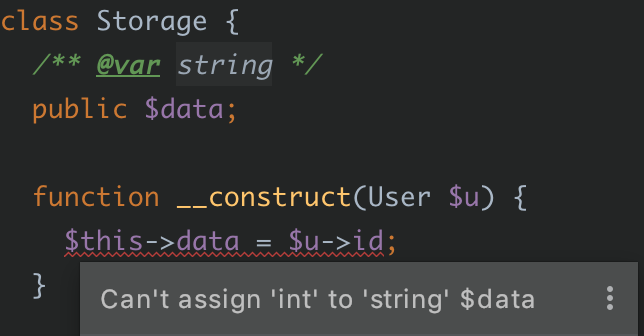 class Storage {
/** @var string */
public $data;
function __construct(User $u) {
$this->data = $u->id;
}
Can't assign 'int' to 'string' $data